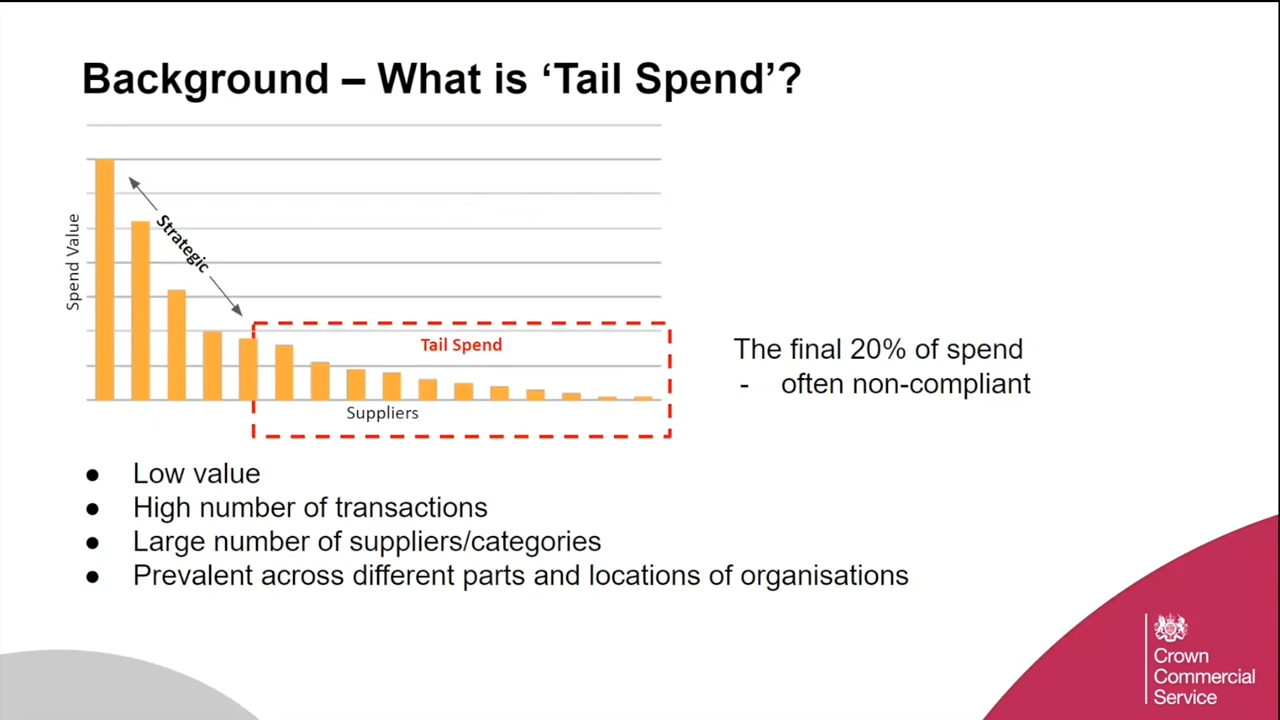 Background – What is ‘Tail Spend’?
Spend Value
Strategic
Tail Spend
Suppliers
The final 20% of spend
- often non-compliant
● Low value
● High number of transactions
● Large number of suppliers/categories
● Prevalent across different parts and locations of organisations
Crown
Commercial
Service